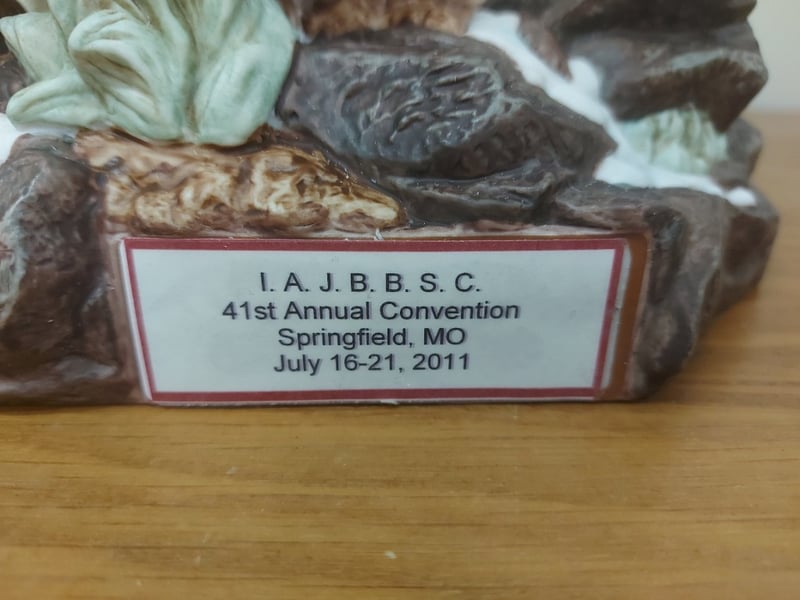 I. A. J. B. B. S. C.
41st Annual Convention
Springfield, MO
July 16-21, 2011